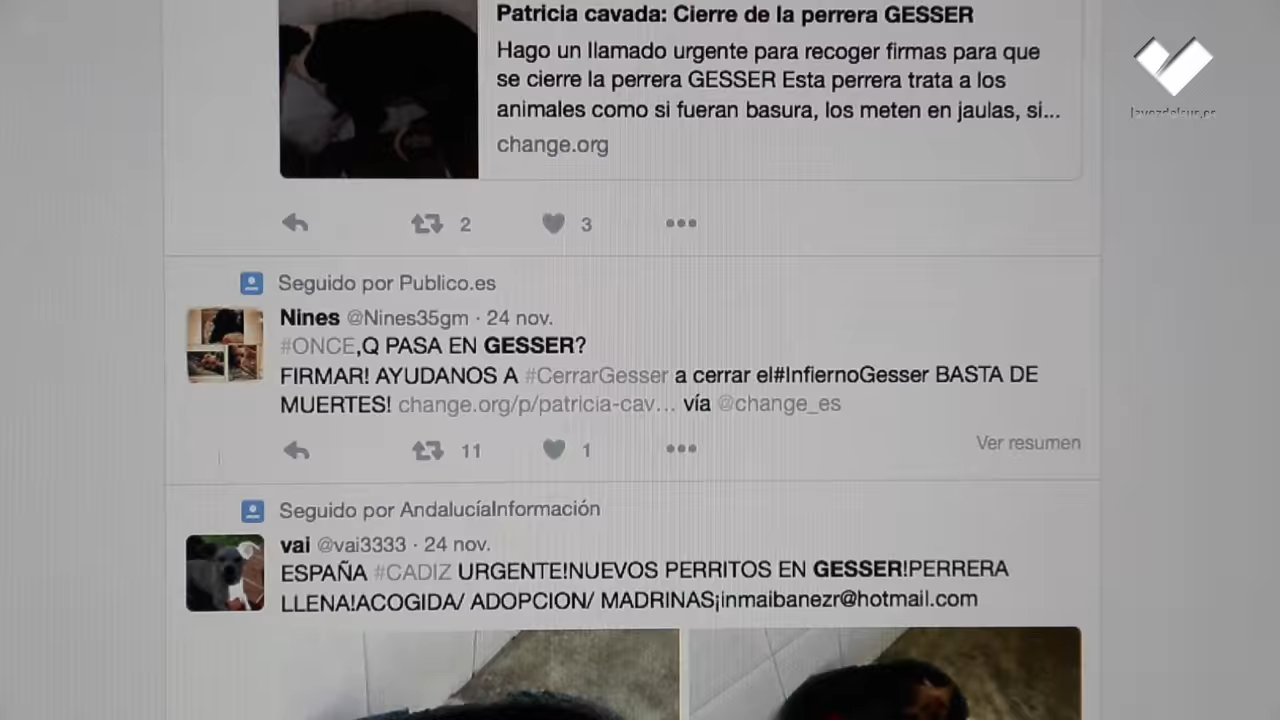 Patricia cavada: Cierre de la perrera GESSER
Hago un llamado urgente para recoger firmas para que
se cierre la perrera GESSER Esta perrera trata a los
animales como si fueran basura, los meten en jaulas, si...
change.org
lavozdelsur.es
2
3
Seguido por Publico.es
Nines @Nines35gm · 24 nov.
#ONCE,Q PASA EN GESSER?
FIRMAR! AYUDANOS A #CerrarGesser a cerrar el#InfiernoGesser BASTA DE
MUERTES! change.org/p/patricia-cav... vía @change_es
11
1
Ver resumen
Seguido por AndalucíaInformación
vai @vai3333 · 24 nov.
ESPAÑA #CADIZ URGENTE!NUEVOS PERRITOS EN GESSER!PERRERA
LLENA!ACOGIDA/ ADOPCION/ MADRINAS¡inmaibanezr@hotmail.com